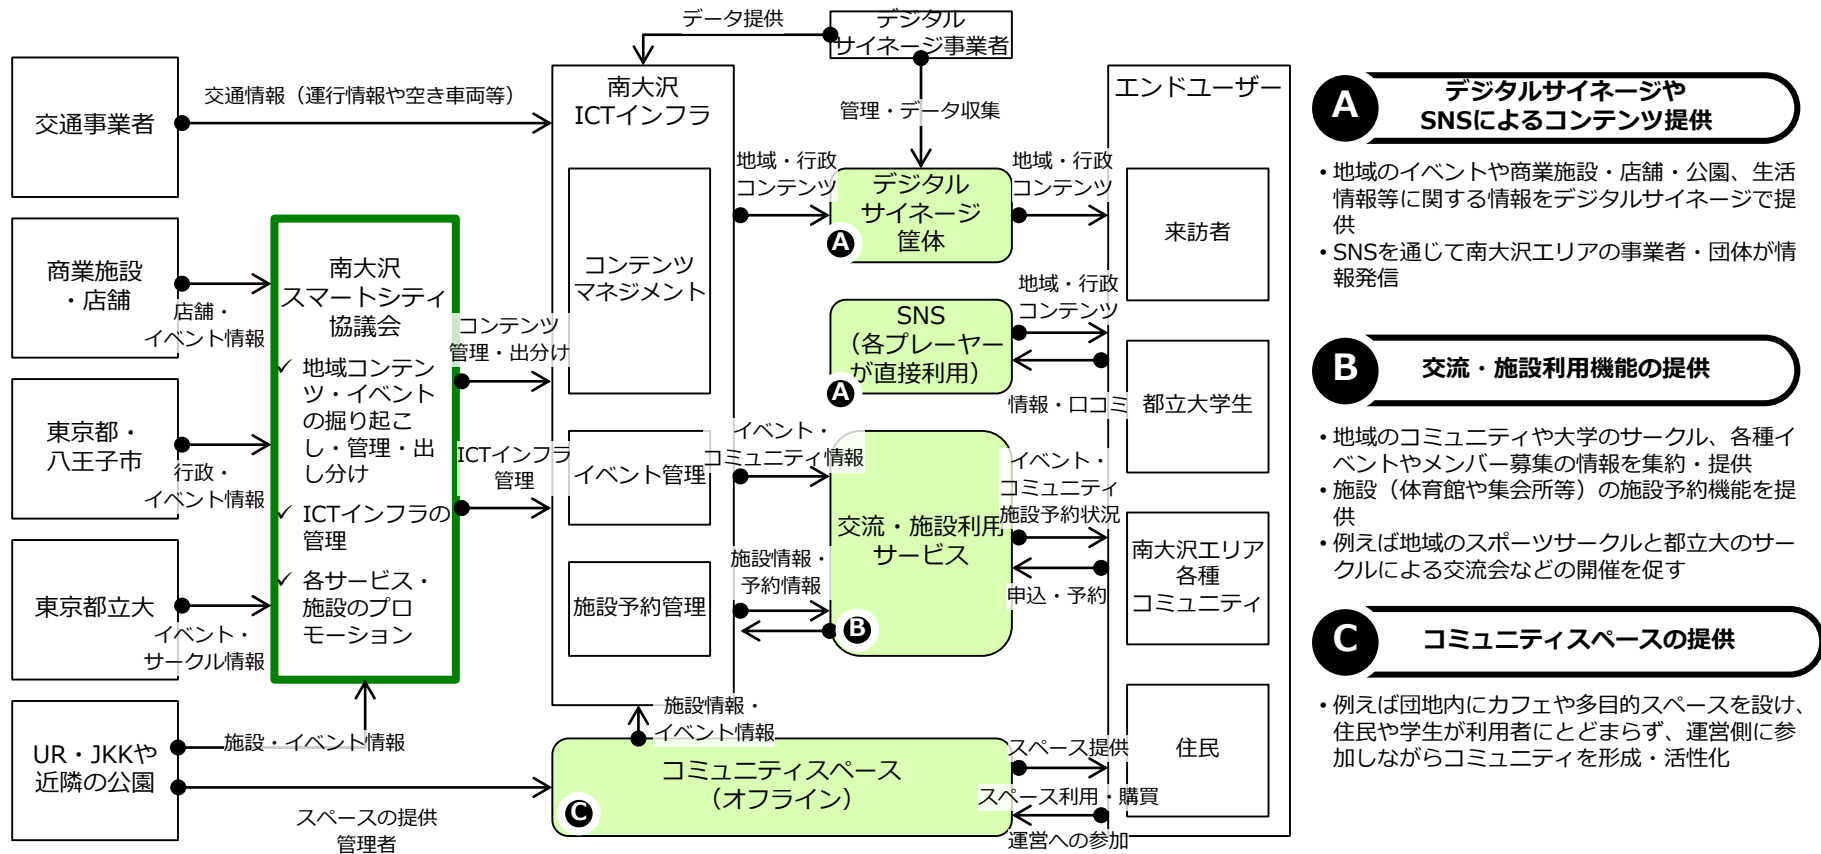 データ提供
デジタル
サイネージ事業者
交通事業者
交通情報（運行情報や空き車両等）
南大沢
ICTインフラ
管理・データ収集
エンドユーザー
商業施設
・店舗
店舗・
イベント情報
東京都・
八王子市
行政・
イベント情報
東京都立大
イベント・
サークル情報
UR・JKKや
近隣の公園
施設・イベント情報
スペースの提供
管理者
南大沢
スマートシティ
協議会
✓ 地域コンテン
ツ・イベント
の掘り起こ
し・管理・出
し分け
✓ ICTインフラの
管理
✓ 各サービス・
施設のプロ
モーション
コンテンツ
管理・出分け
ICTインフラ
管理
コンテンツ
マネジメント
イベント管理
施設予約管理
地域・行政
コンテンツ
デジタル
サイネージ
筐体
A
地域・行政
コンテンツ
SNS
（各プレーヤー
が直接利用）
A
地域・行政
コンテンツ
情報・口コミ
イベント・
コミュニティ情報
交流・施設利用
サービス
B
施設情報・
予約情報
イベント・
コミュニティ
施設予約状況
申込・予約
施設情報・
イベント情報
コミュニティスペース
（オフライン）
C
スペース提供
スペース利用・購買
運営への参加
来訪者
都立大学生
南大沢エリア
各種
コミュニティ
住民
A
デジタルサイネージや
SNSによるコンテンツ提供
• 地域のイベントや商業施設・店舗・公園、生活
情報等に関する情報をデジタルサイネージで提
供
• SNSを通じて南大沢エリアの事業者・団体が情
報発信
B
交流・施設利用機能の提供
• 地域のコミュニティや大学のサークル、各種イ
ベントやメンバー募集の情報を集約・提供
• 施設（体育館や集会所等）の施設予約機能を提
供
• 例えば地域のスポーツサークルと都立大のサー
クルによる交流会などの開催を促す
C
コミュニティスペースの提供
• 例えば団地内にカフェや多目的スペースを設け、
住民や学生が利用者にとどまらず、運営側に参
加しながらコミュニティを形成・活性化